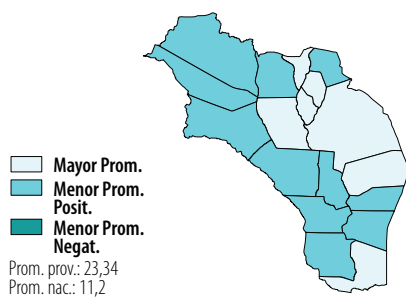 Mayor Prom.
Menor Prom.
Posit.
Menor Prom.
Negat.
Prom. prov.: 23,34
Prom. nac.: 11,2